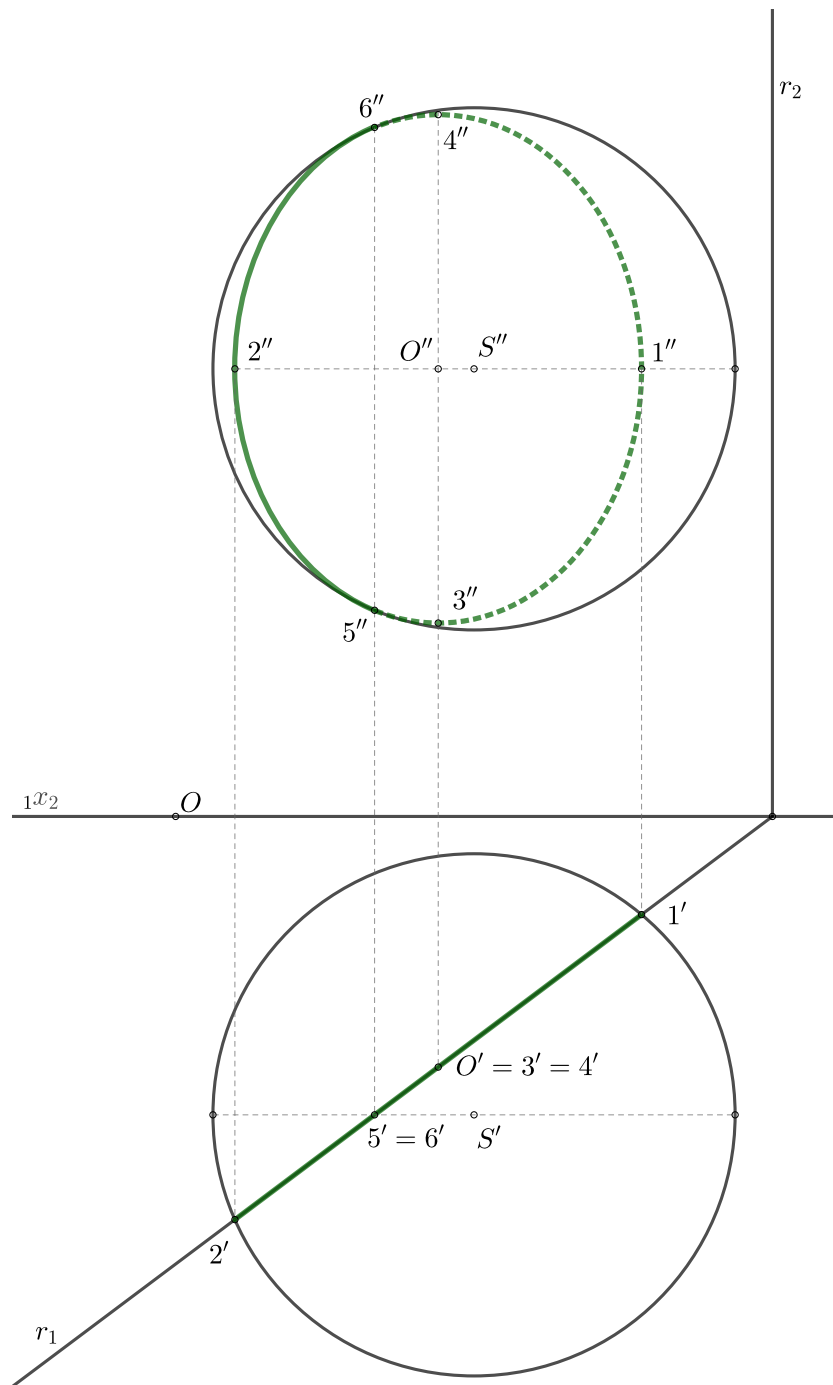 6″
r₂
4″
2″
O″
S″
1″
3″
5″
₁x₂
O
1′
O′ = 3′ = 4′
5′ = 6′
S′
2′
r₁